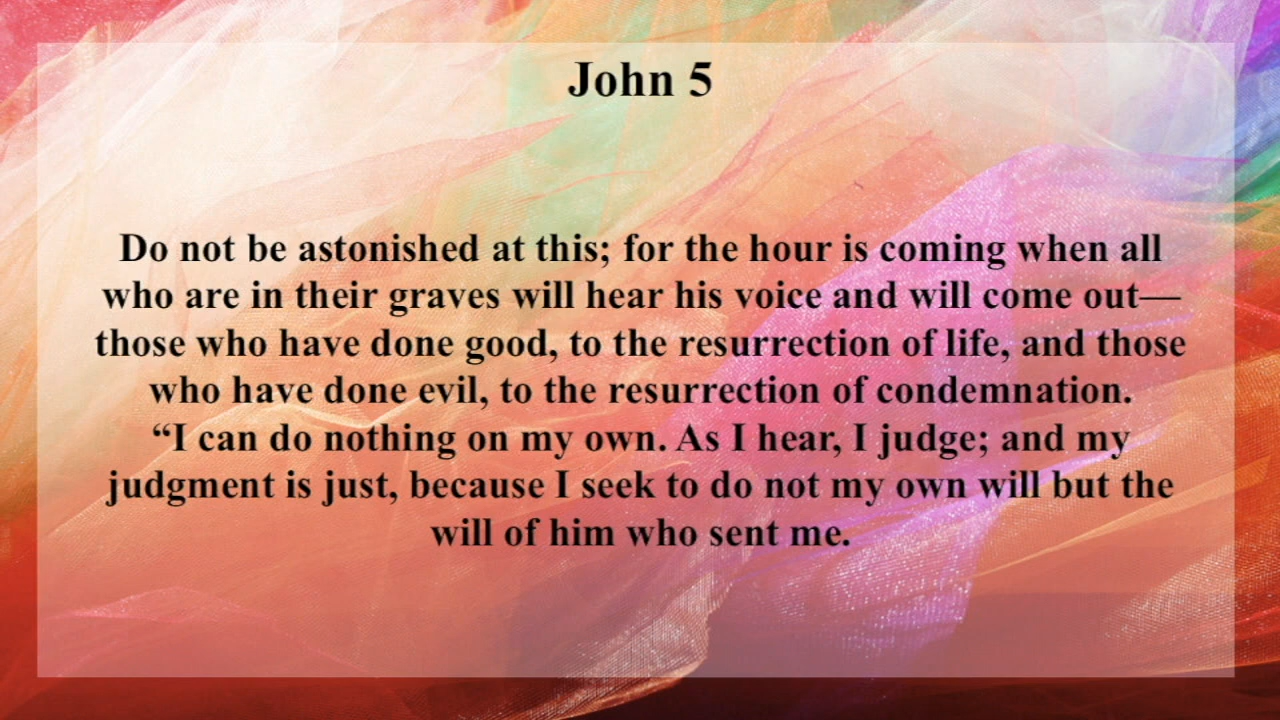 John 5
Do not be astonished at this; for the hour is coming when all
who are in their graves will hear his voice and will come out—
those who have done good, to the resurrection of life, and those
who have done evil, to the resurrection of condemnation.
“I can do nothing on my own. As I hear, I judge; and my
judgment is just, because I seek to do not my own will but the
will of him who sent me.